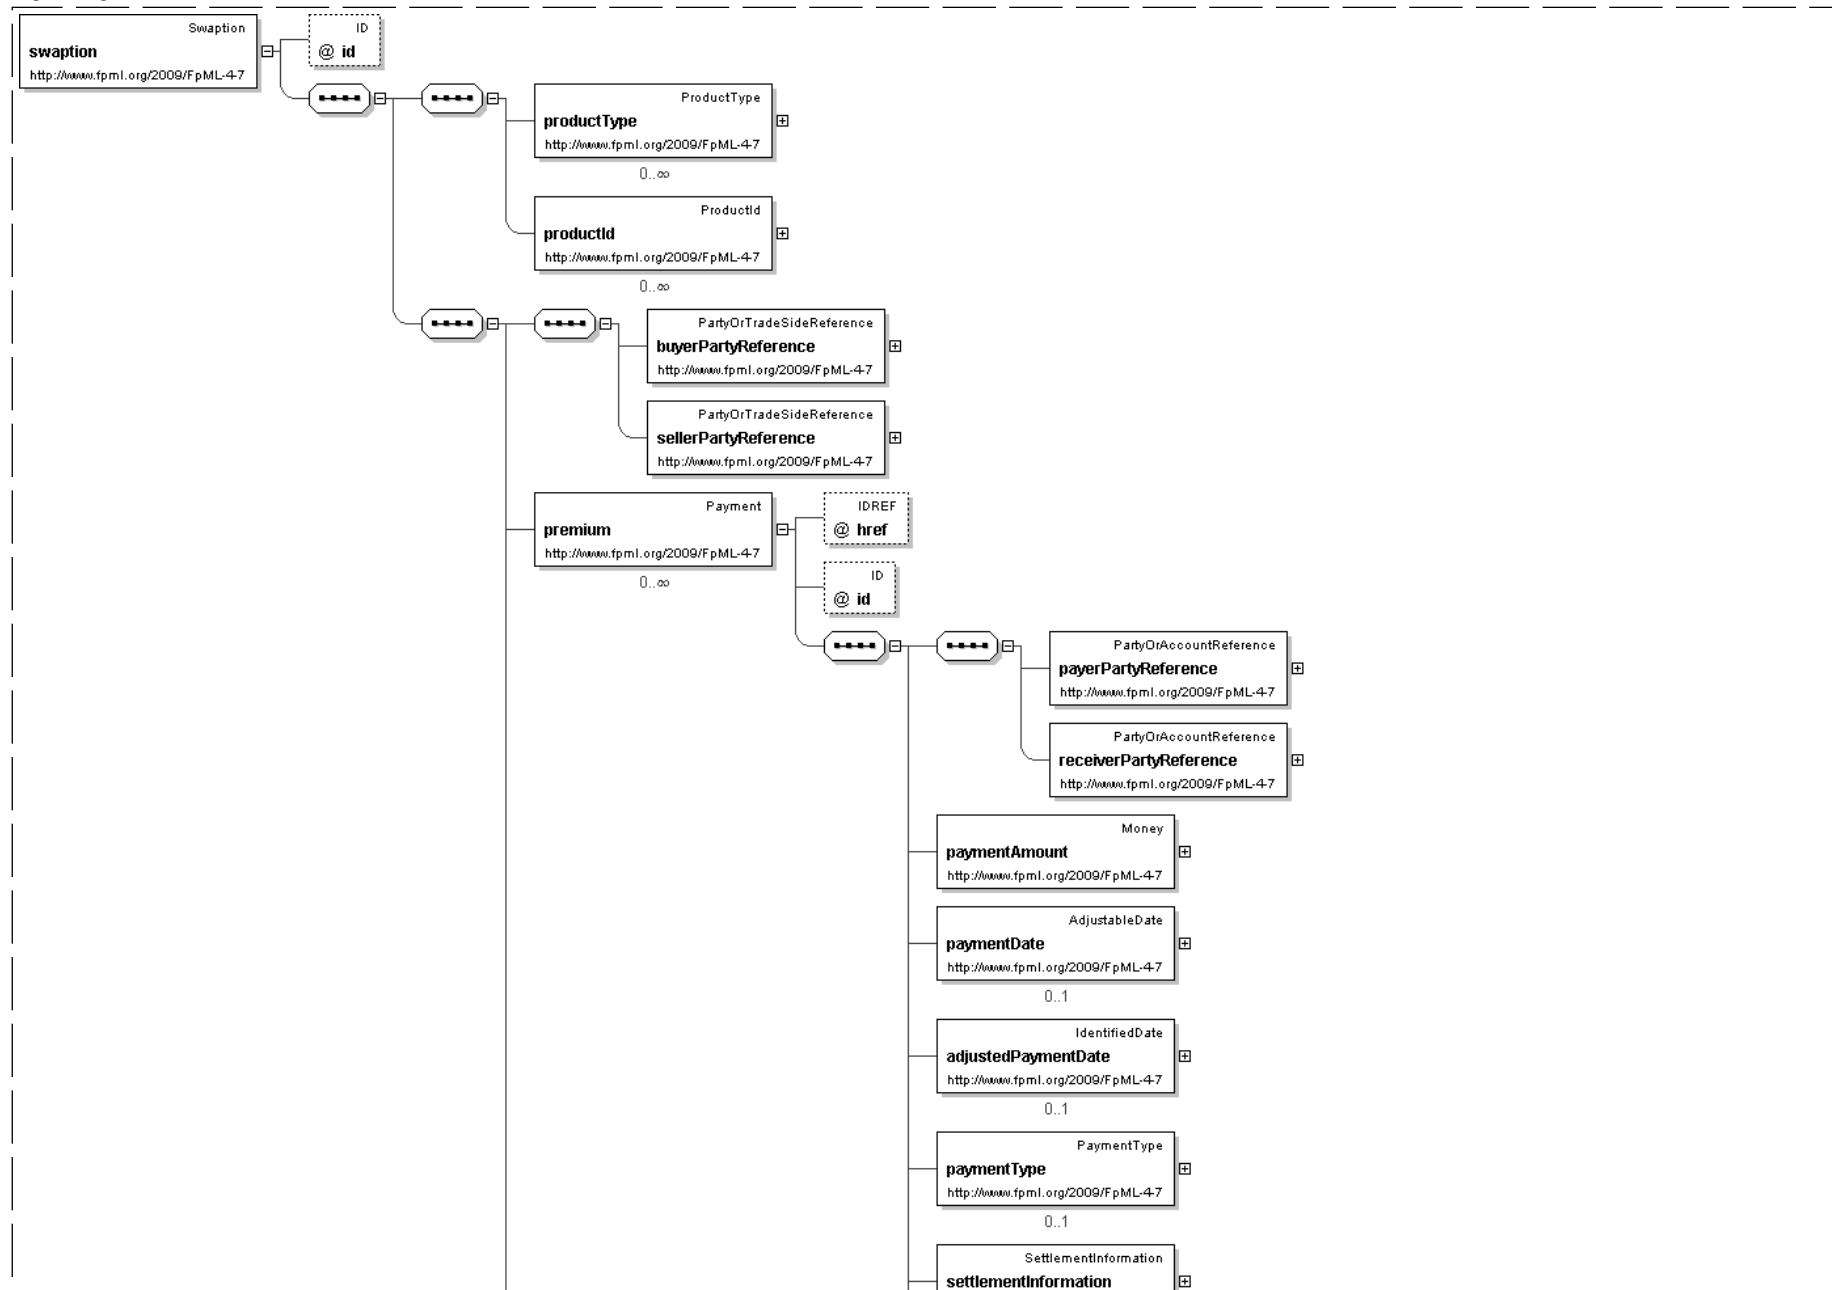 Swaption
swaption
http://www.fpml.org/2009/FpML-4-7
ID
@ id
ProductType
productType
http://www.fpml.org/2009/FpML-4-7
0..∞
ProductId
productId
http://www.fpml.org/2009/FpML-4-7
0..∞
PartyOrTradeSideReference
buyerPartyReference
http://www.fpml.org/2009/FpML-4-7
PartyOrTradeSideReference
sellerPartyReference
http://www.fpml.org/2009/FpML-4-7
Payment
premium
http://www.fpml.org/2009/FpML-4-7
0..∞
IDREF
@ href
ID
@ id
PartyOrAccountReference
payerPartyReference
http://www.fpml.org/2009/FpML-4-7
PartyOrAccountReference
receiverPartyReference
http://www.fpml.org/2009/FpML-4-7
Money
paymentAmount
http://www.fpml.org/2009/FpML-4-7
AdjustableDate
paymentDate
http://www.fpml.org/2009/FpML-4-7
0..1
IdentifiedDate
adjustedPaymentDate
http://www.fpml.org/2009/FpML-4-7
0..1
PaymentType
paymentType
http://www.fpml.org/2009/FpML-4-7
0..1
SettlementInformation
settlementInformation